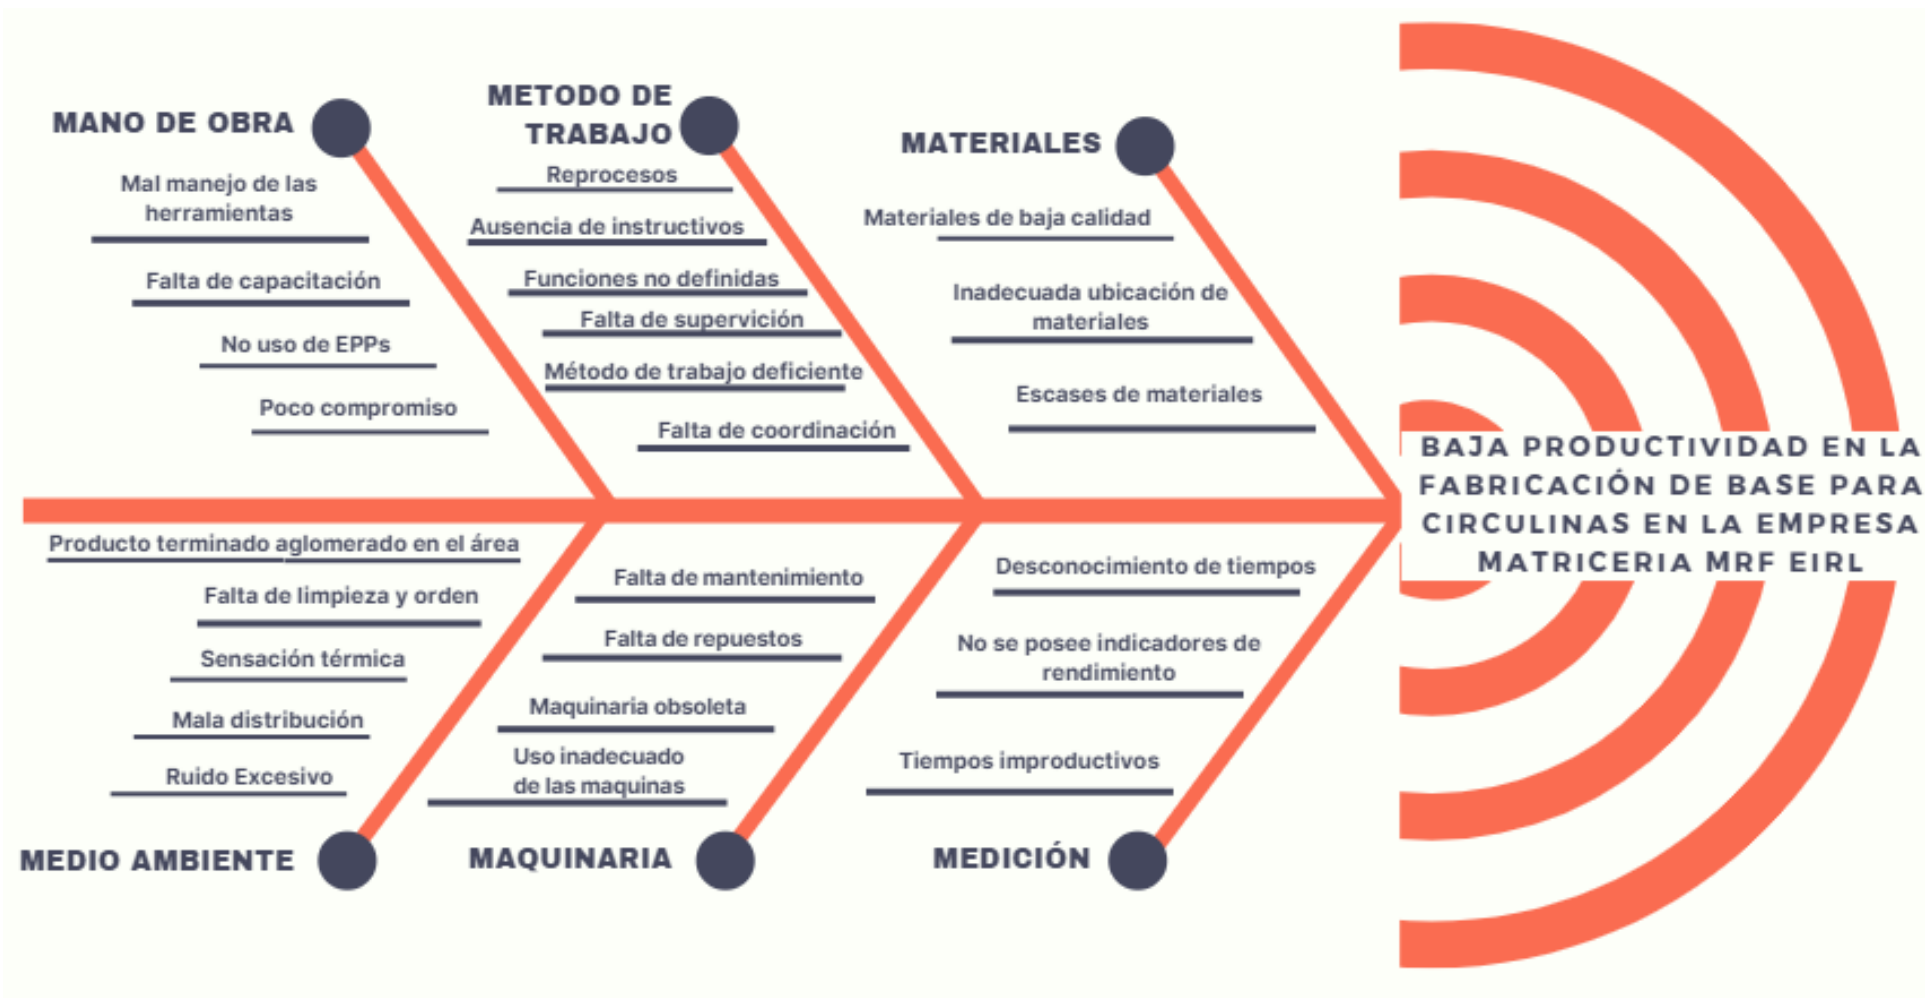 MANO DE OBRA
Mal manejo de las
herramientas
Falta de capacitación
No uso de EPPs
Poco compromiso
METODO DE
TRABAJO
Reprocesos
Ausencia de instructivos
Funciones no definidas
Falta de supervición
Método de trabajo deficiente
Falta de coordinación
MATERIALES
Materiales de baja calidad
Inadecuada ubicación de
materiales
Escases de materiales
BAJA PRODUCTIVIDAD EN LA
FABRICACIÓN DE BASE PARA
CIRCULINAS EN LA EMPRESA
MATRICERIA MRF EIRL
Producto terminado aglomerado en el área
Falta de limpieza y orden
Sensación térmica
Mala distribución
Ruido Excesivo
MEDIO AMBIENTE
Falta de mantenimiento
Falta de repuestos
Maquinaria obsoleta
Uso inadecuado
de las maquinas
MAQUINARIA
Desconocimiento de tiempos
No se posee indicadores de
rendimiento
Tiempos improductivos
MEDICIÓN